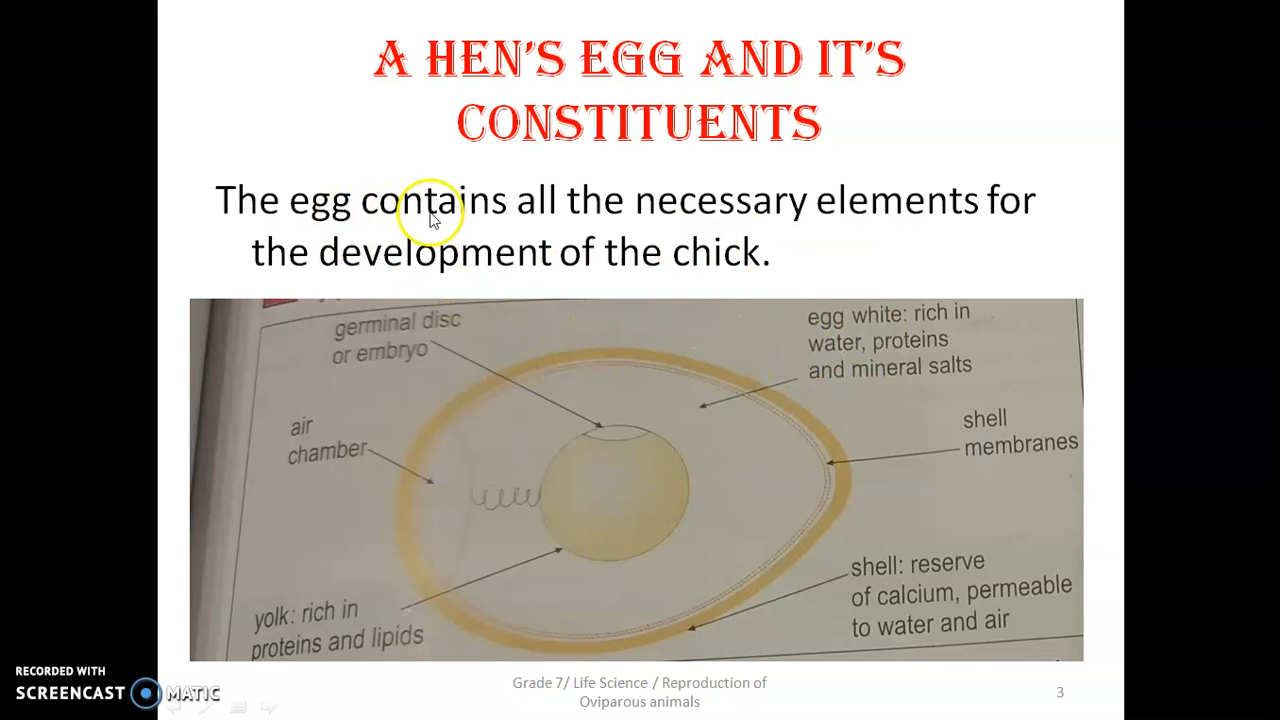 A HEN'S EGG AND IT'S
CONSTITUENTS
The egg contains all the necessary elements for
the development of the chick.
germinal disc
or embryo
egg white: rich in
water, proteins
and mineral salts
air
chamber
shell
membranes
yolk: rich in
proteins and lipids
shell: reserve
of calcium, permeable
to water and air
RECORDED WITH
SCREENCAST MATIC
Grade 7/ Life Science / Reproduction of
Oviparous animals
3